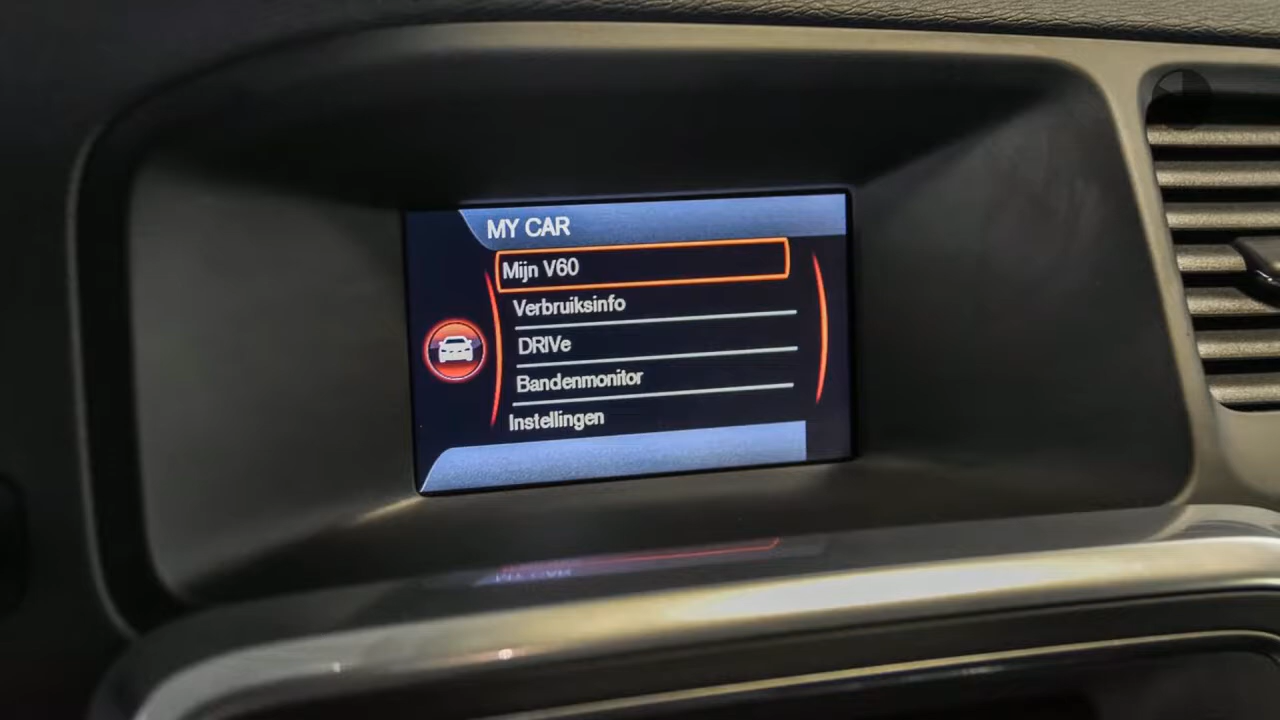 MY CAR
Mijn V60
Verbruiksinfo
DRIVe
Bandenmonitor
Instellingen